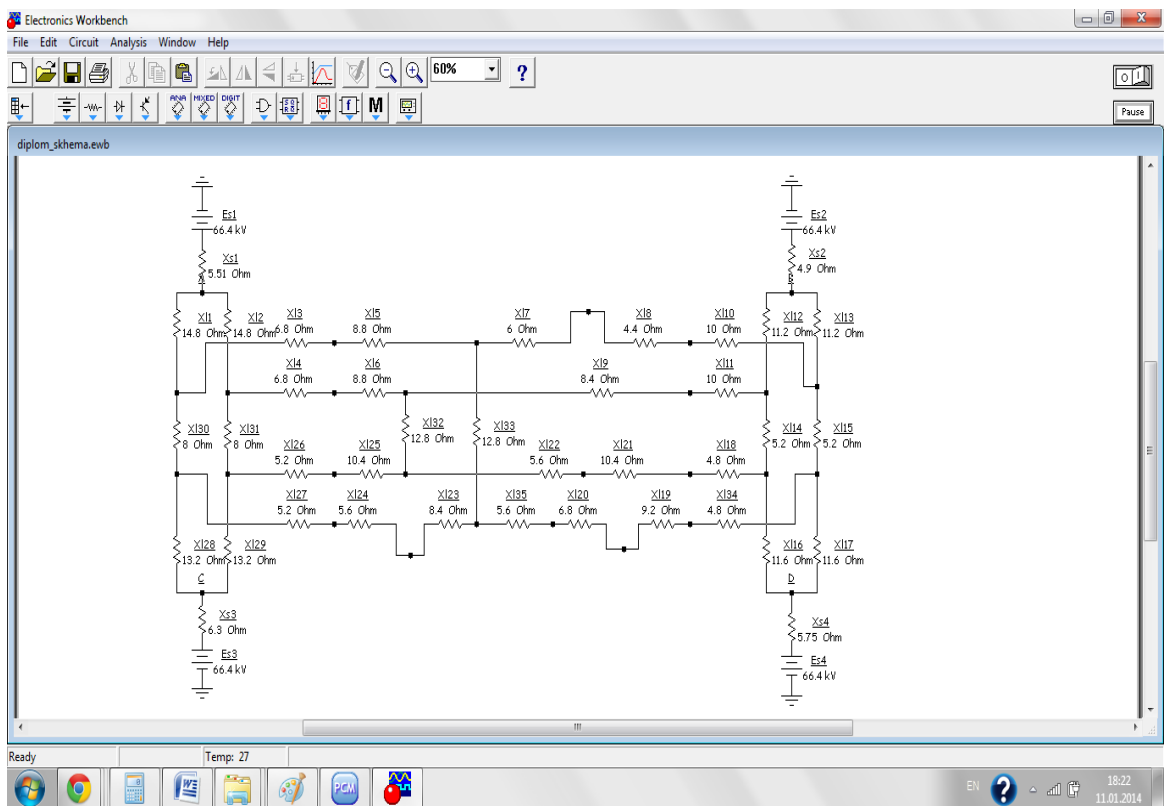 Electronics Workbench
File Edit Circuit Analysis Window Help
60% ?
ANA MIXED DIGIT M
Pause
diplom_skhema.ewb
Es1 Es2
66.4 kV 66.4 kV
Xs1 Xs2
5.51 Ohm 4.9 Ohm
A B
Xl1 Xl2 Xl3 Xl5 Xl7 Xl8 Xl10 Xl12 Xl13
14.8 Ohm 14.8 Ohm 6.8 Ohm 8.8 Ohm 6 Ohm 4.4 Ohm 10 Ohm 11.2 Ohm 11.2 Ohm
Xl4 Xl6 Xl9 Xl11
6.8 Ohm 8.8 Ohm 8.4 Ohm 10 Ohm
Xl30 Xl31 Xl32 Xl33 Xl14 Xl15
8 Ohm 8 Ohm 12.8 Ohm 12.8 Ohm 5.2 Ohm 5.2 Ohm
Xl26 Xl25 Xl22 Xl21 Xl18
5.2 Ohm 10.4 Ohm 5.6 Ohm 10.4 Ohm 4.8 Ohm
Xl27 Xl24 Xl23 Xl35 Xl20 Xl19 Xl34
5.2 Ohm 5.6 Ohm 8.4 Ohm 5.6 Ohm 6.8 Ohm 9.2 Ohm 4.8 Ohm
Xl28 Xl29 Xl16 Xl17
13.2 Ohm 13.2 Ohm 11.6 Ohm 11.6 Ohm
C D
Xs3 Xs4
6.3 Ohm 5.75 Ohm
Es3 Es4
66.4 kV 66.4 kV
Ready Temp: 27
PGM EN ? 18:22
11.01.2014